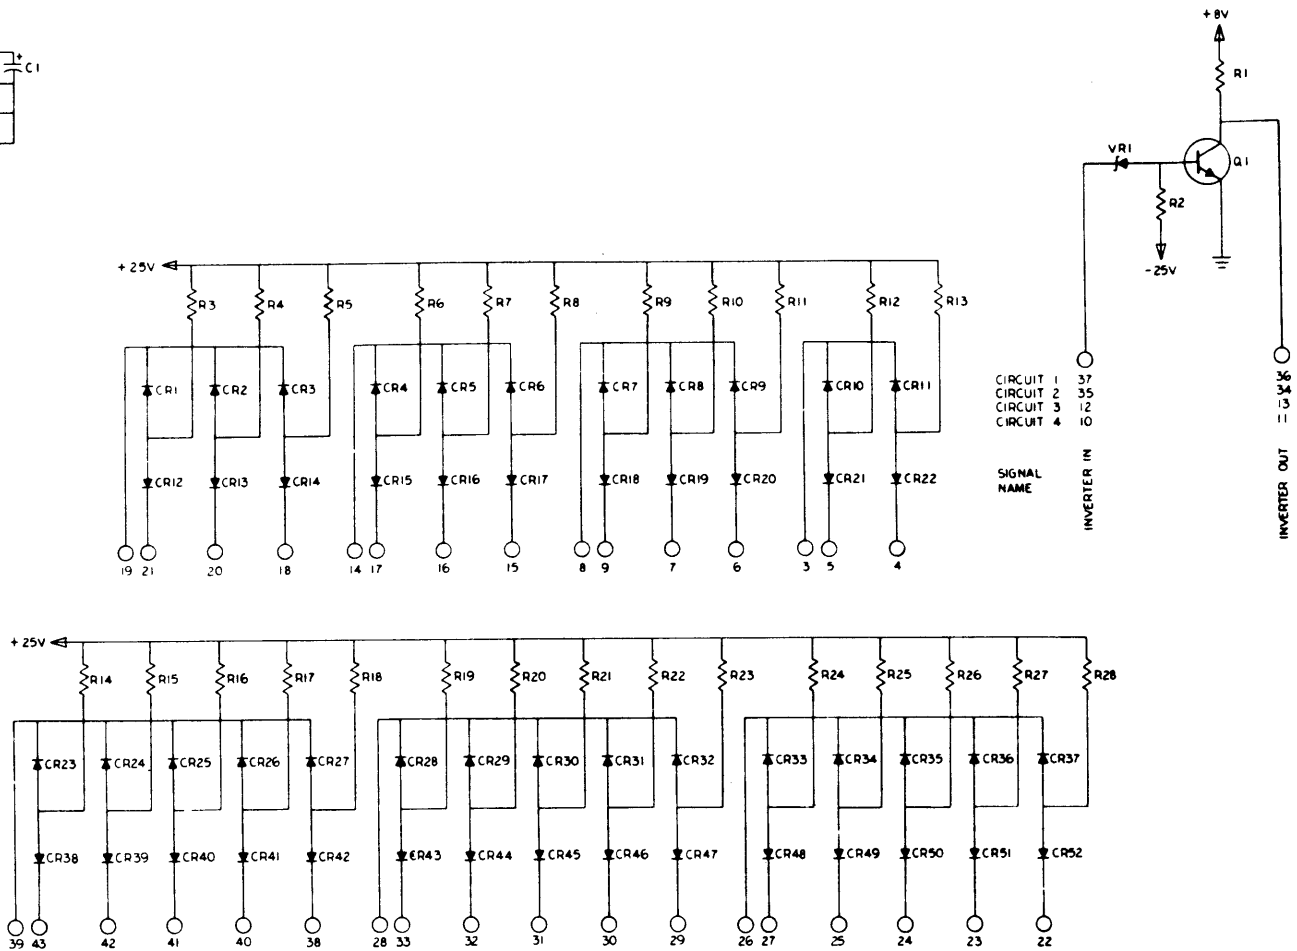 +8V
+
C1
R1
VR1
Q1
R2
-25V
+25V
R3 R4 R5 R6 R7 R8 R9 R10 R11 R12 R13
CR1 CR2 CR3 CR4 CR5 CR6 CR7 CR8 CR9 CR10 CR11
CR12 CR13 CR14 CR15 CR16 CR17 CR18 CR19 CR20 CR21 CR22
19 21 20 18 14 17 16 15 8 9 7 6 3 5 4
CIRCUIT 1 37 36
CIRCUIT 2 35 34
CIRCUIT 3 12 13
CIRCUIT 4 10 11
SIGNAL
NAME
INVERTER IN
INVERTER OUT
+25V
R14 R15 R16 R17 R18 R19 R20 R21 R22 R23 R24 R25 R26 R27 R28
CR23 CR24 CR25 CR26 CR27 CR28 CR29 CR30 CR31 CR32 CR33 CR34 CR35 CR36 CR37
CR38 CR39 CR40 CR41 CR42 CR43 CR44 CR45 CR46 CR47 CR48 CR49 CR50 CR51 CR52
39 43 42 41 40 38 28 33 32 31 30 29 26 27 25 24 23 22